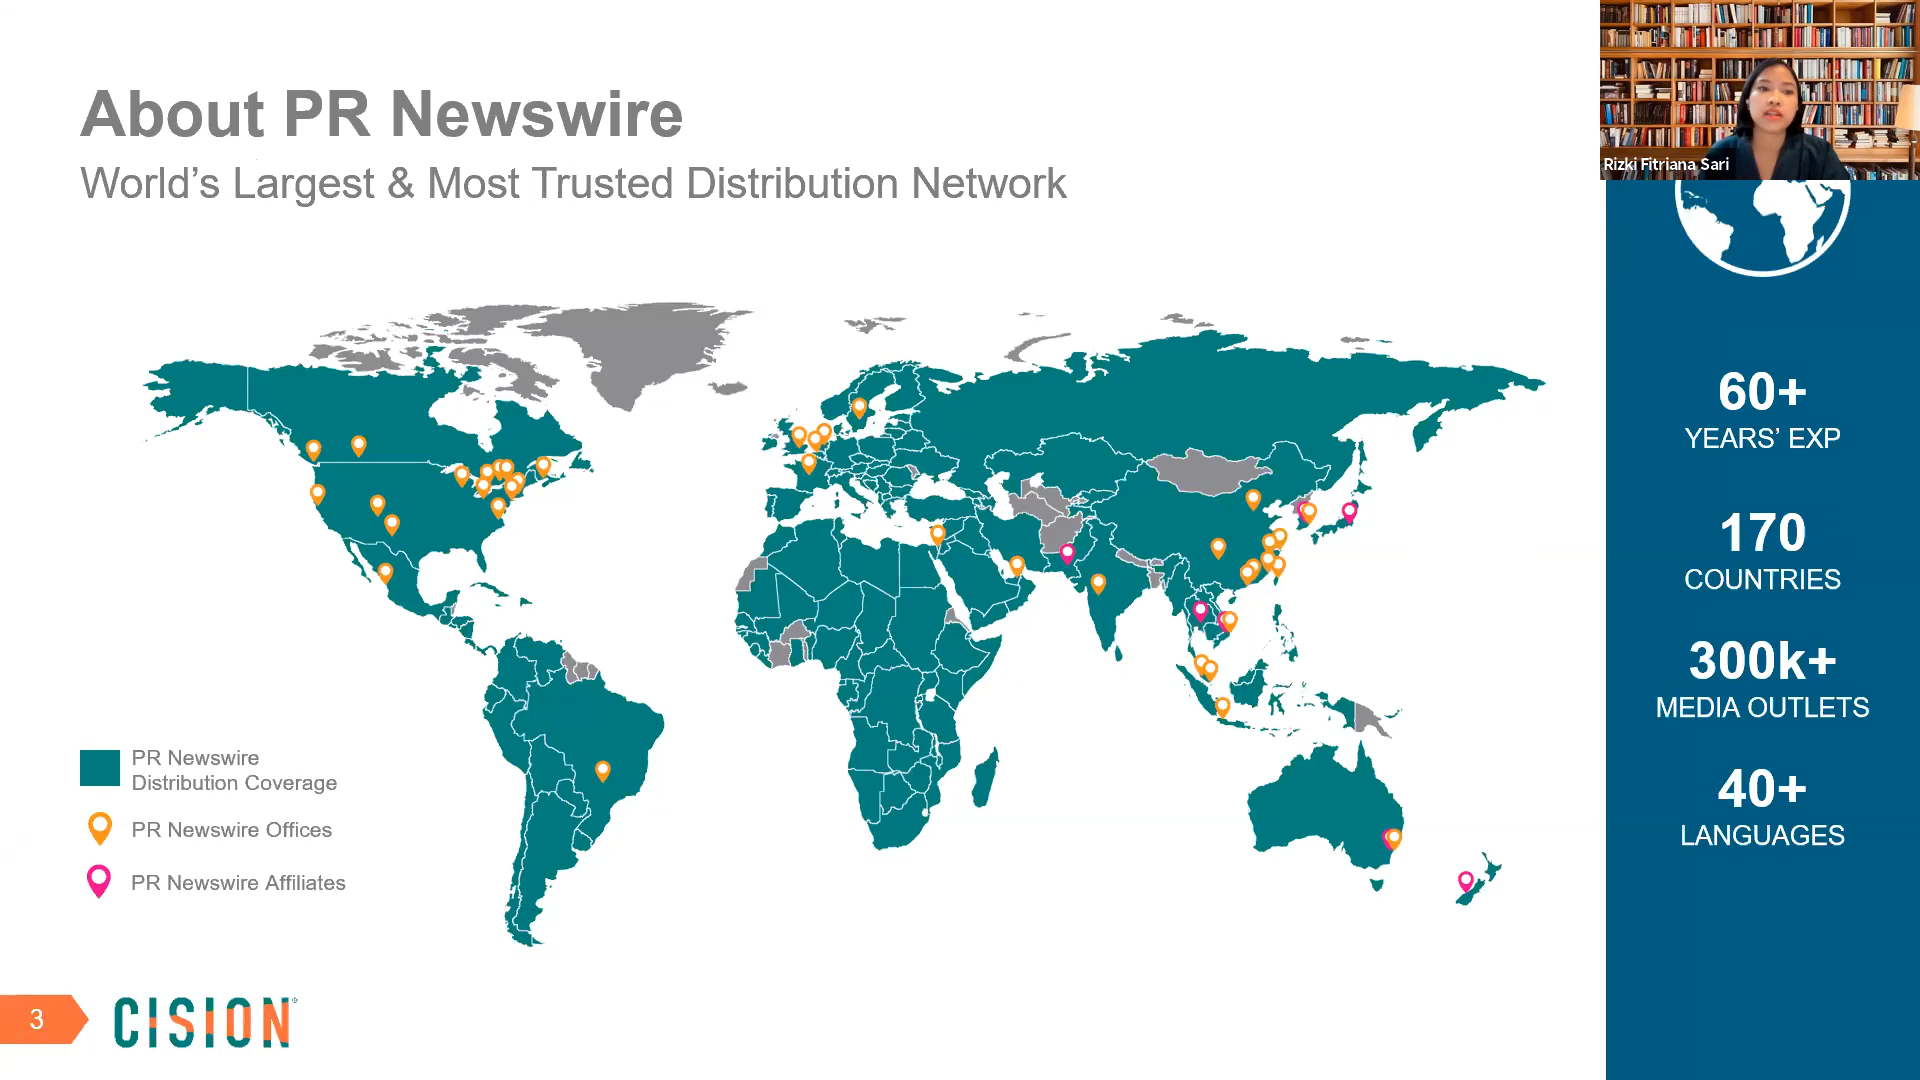 About PR Newswire
World's Largest & Most Trusted Distribution Network
Rizki Fitriana Sari
60+
YEARS' EXP
170
COUNTRIES
300k+
MEDIA OUTLETS
40+
LANGUAGES
PR Newswire
Distribution Coverage
PR Newswire Offices
PR Newswire Affiliates
3
CISION®